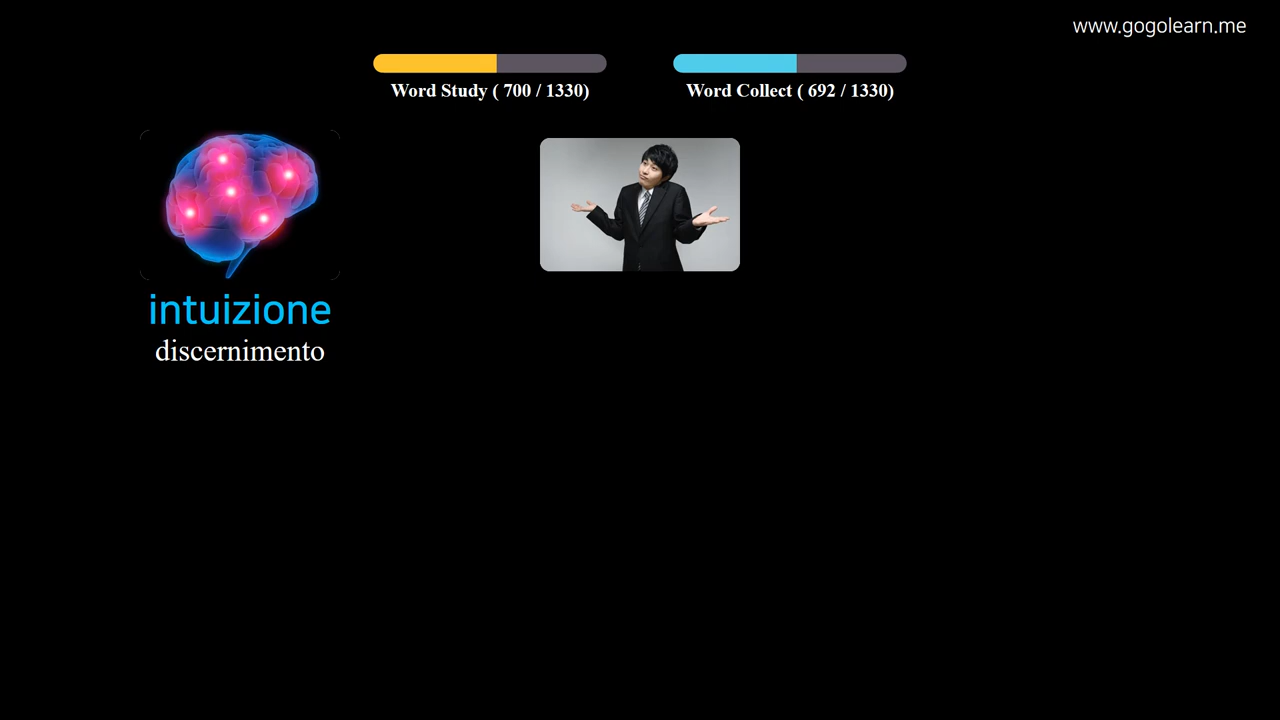 www.gogolearn.me
Word Study ( 700 / 1330)
Word Collect ( 692 / 1330)
intuizione
discernimento